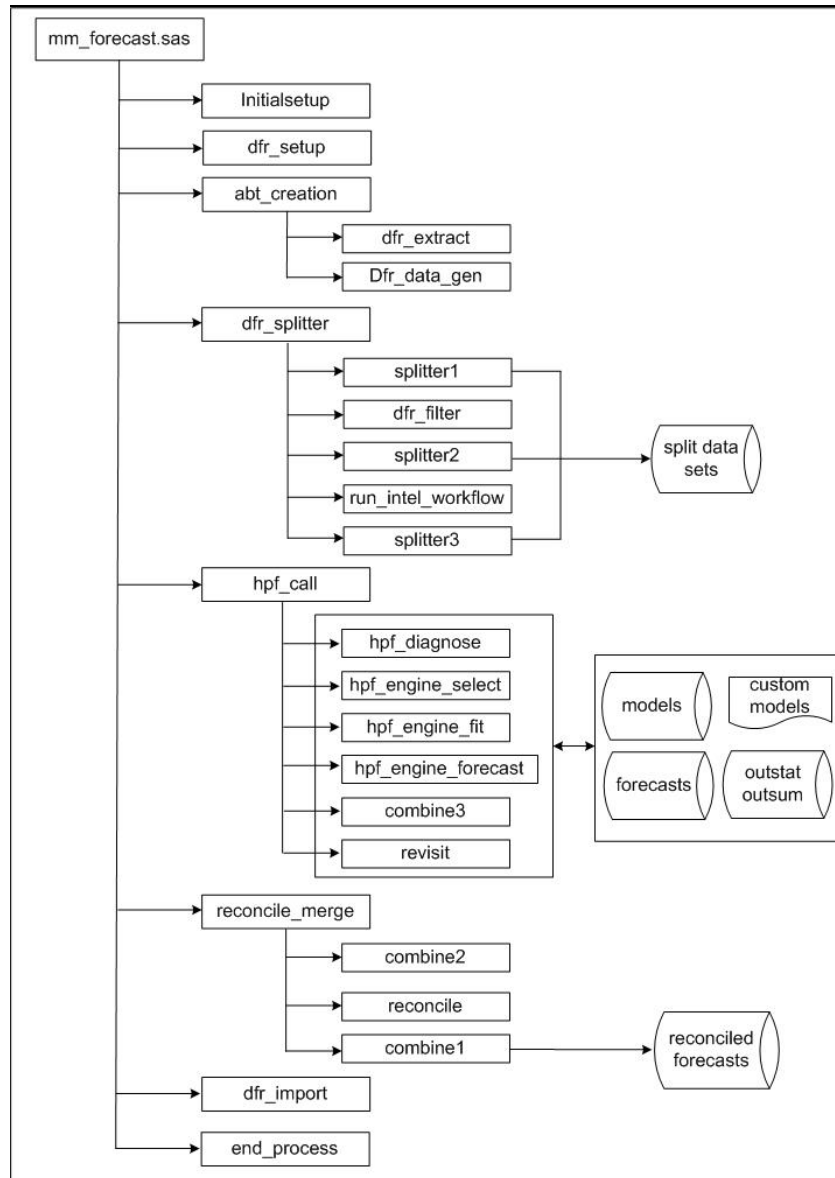 mm_forecast.sas
Initialsetup
dfr_setup
abt_creation
dfr_extract
Dfr_data_gen
dfr_splitter
splitter1
dfr_filter
splitter2
run_intel_workflow
splitter3
split data
sets
hpf_call
hpf_diagnose
hpf_engine_select
hpf_engine_fit
hpf_engine_forecast
combine3
revisit
models
custom
models
forecasts
outstat
outsum
reconcile_merge
combine2
reconcile
combine1
reconciled
forecasts
dfr_import
end_process